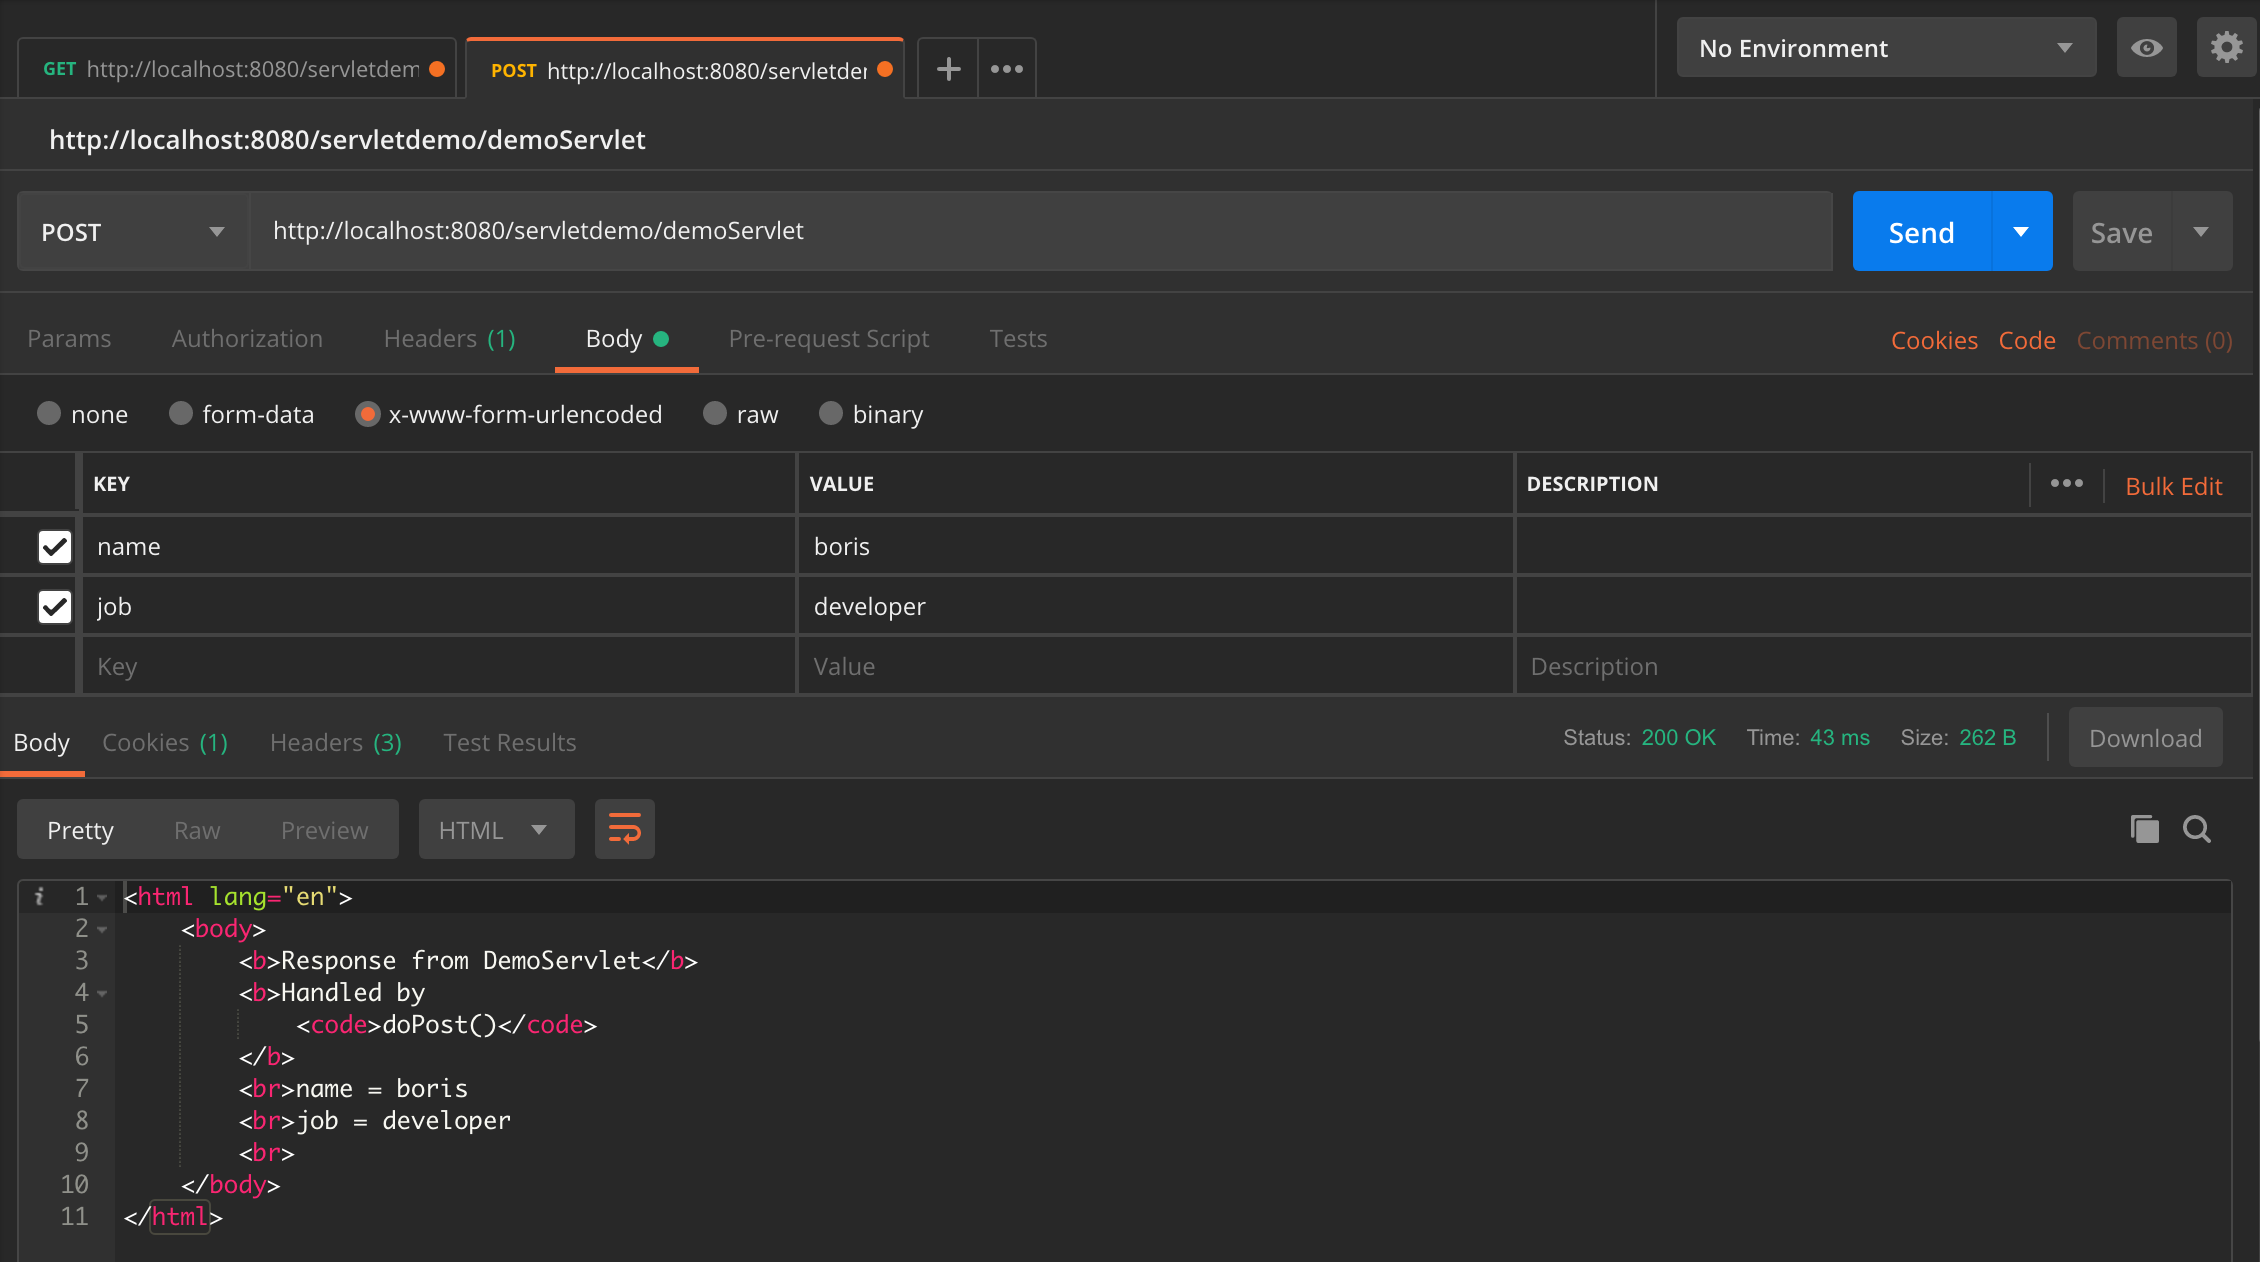 GET http://localhost:8080/servletdem
POST http://localhost:8080/servletder
No Environment
http://localhost:8080/servletdemo/demoServlet
POST http://localhost:8080/servletdemo/demoServlet Send Save
Params Authorization Headers (1) Body Pre-request Script Tests Cookies Code Comments (0)
none form-data x-www-form-urlencoded raw binary
KEY VALUE DESCRIPTION Bulk Edit
name boris
job developer
Key Value Description
Body Cookies (1) Headers (3) Test Results Status: 200 OK Time: 43 ms Size: 262 B Download
Pretty Raw Preview HTML
i 1 <html lang="en">
2 <body>
3 <b>Response from DemoServlet</b>
4 <b>Handled by
5 <code>doPost()</code>
6 </b>
7 <br>name = boris
8 <br>job = developer
9 <br>
10 </body>
11 </html>